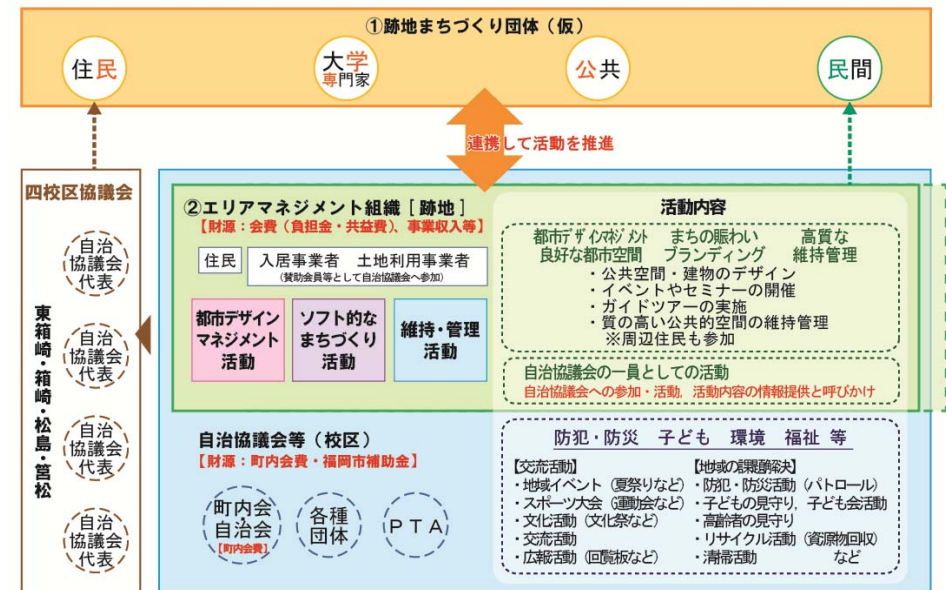 ①跡地まちづくり団体（仮）
住民
大学
専門家
公共
民間
連携して活動を推進
四校区協議会
自治
協議会
代表
自治
協議会
代表
自治
協議会
代表
自治
協議会
代表
東箱崎・箱崎・松島・筥松
②エリアマネジメント組織［跡地］
【財源：会費（負担金・共益費）、事業収入等】
住民
入居事業者　土地利用事業者
（賛助会員等として自治協議会へ参加）
都市デザイン
マネジメント
活動
ソフト的な
まちづくり
活動
維持・管理
活動
活動内容
都市デザインマネジメント　まちの賑わい　高質な
良好な都市空間　ブランディング　維持管理
・公共空間・建物のデザイン
・イベントやセミナーの開催
・ガイドツアーの実施
・質の高い公共的空間の維持管理
※周辺住民も参加
自治協議会の一員としての活動
自治協議会への参加・活動，活動内容の情報提供と呼びかけ
自治協議会等（校区）
【財源：町内会費・福岡市補助金】
町内会・
自治会
【町内会費】
各種
団体
ＰＴＡ
防犯・防災　子ども　環境　福祉 等
【交流活動】
・地域イベント（夏祭りなど）
・スポーツ大会（運動会など）
・文化活動（文化祭など）
・交流活動
・広報活動（回覧板など）
【地域の課題解決】
・防犯・防災活動（パトロール）
・子どもの見守り，子ども会活動
・高齢者の見守り
・リサイクル活動（資源物回収）
・清掃活動　など